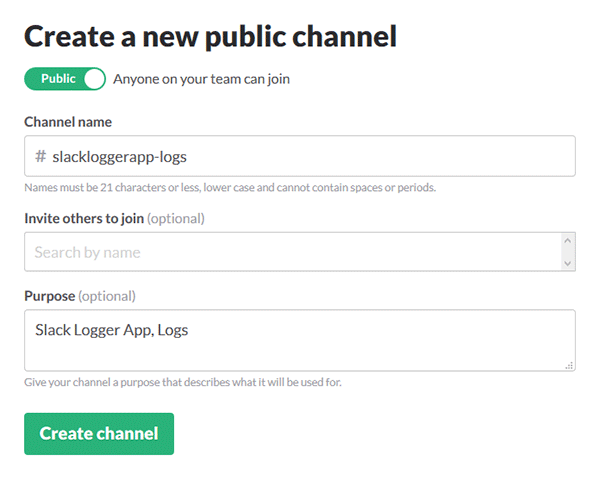 Create a new public channel
Public Anyone on your team can join
Channel name
# slackloggerapp-logs
Names must be 21 characters or less, lower case and cannot contain spaces or periods.
Invite others to join (optional)
Search by name
Purpose (optional)
Slack Logger App, Logs
Give your channel a purpose that describes what it will be used for.
Create channel